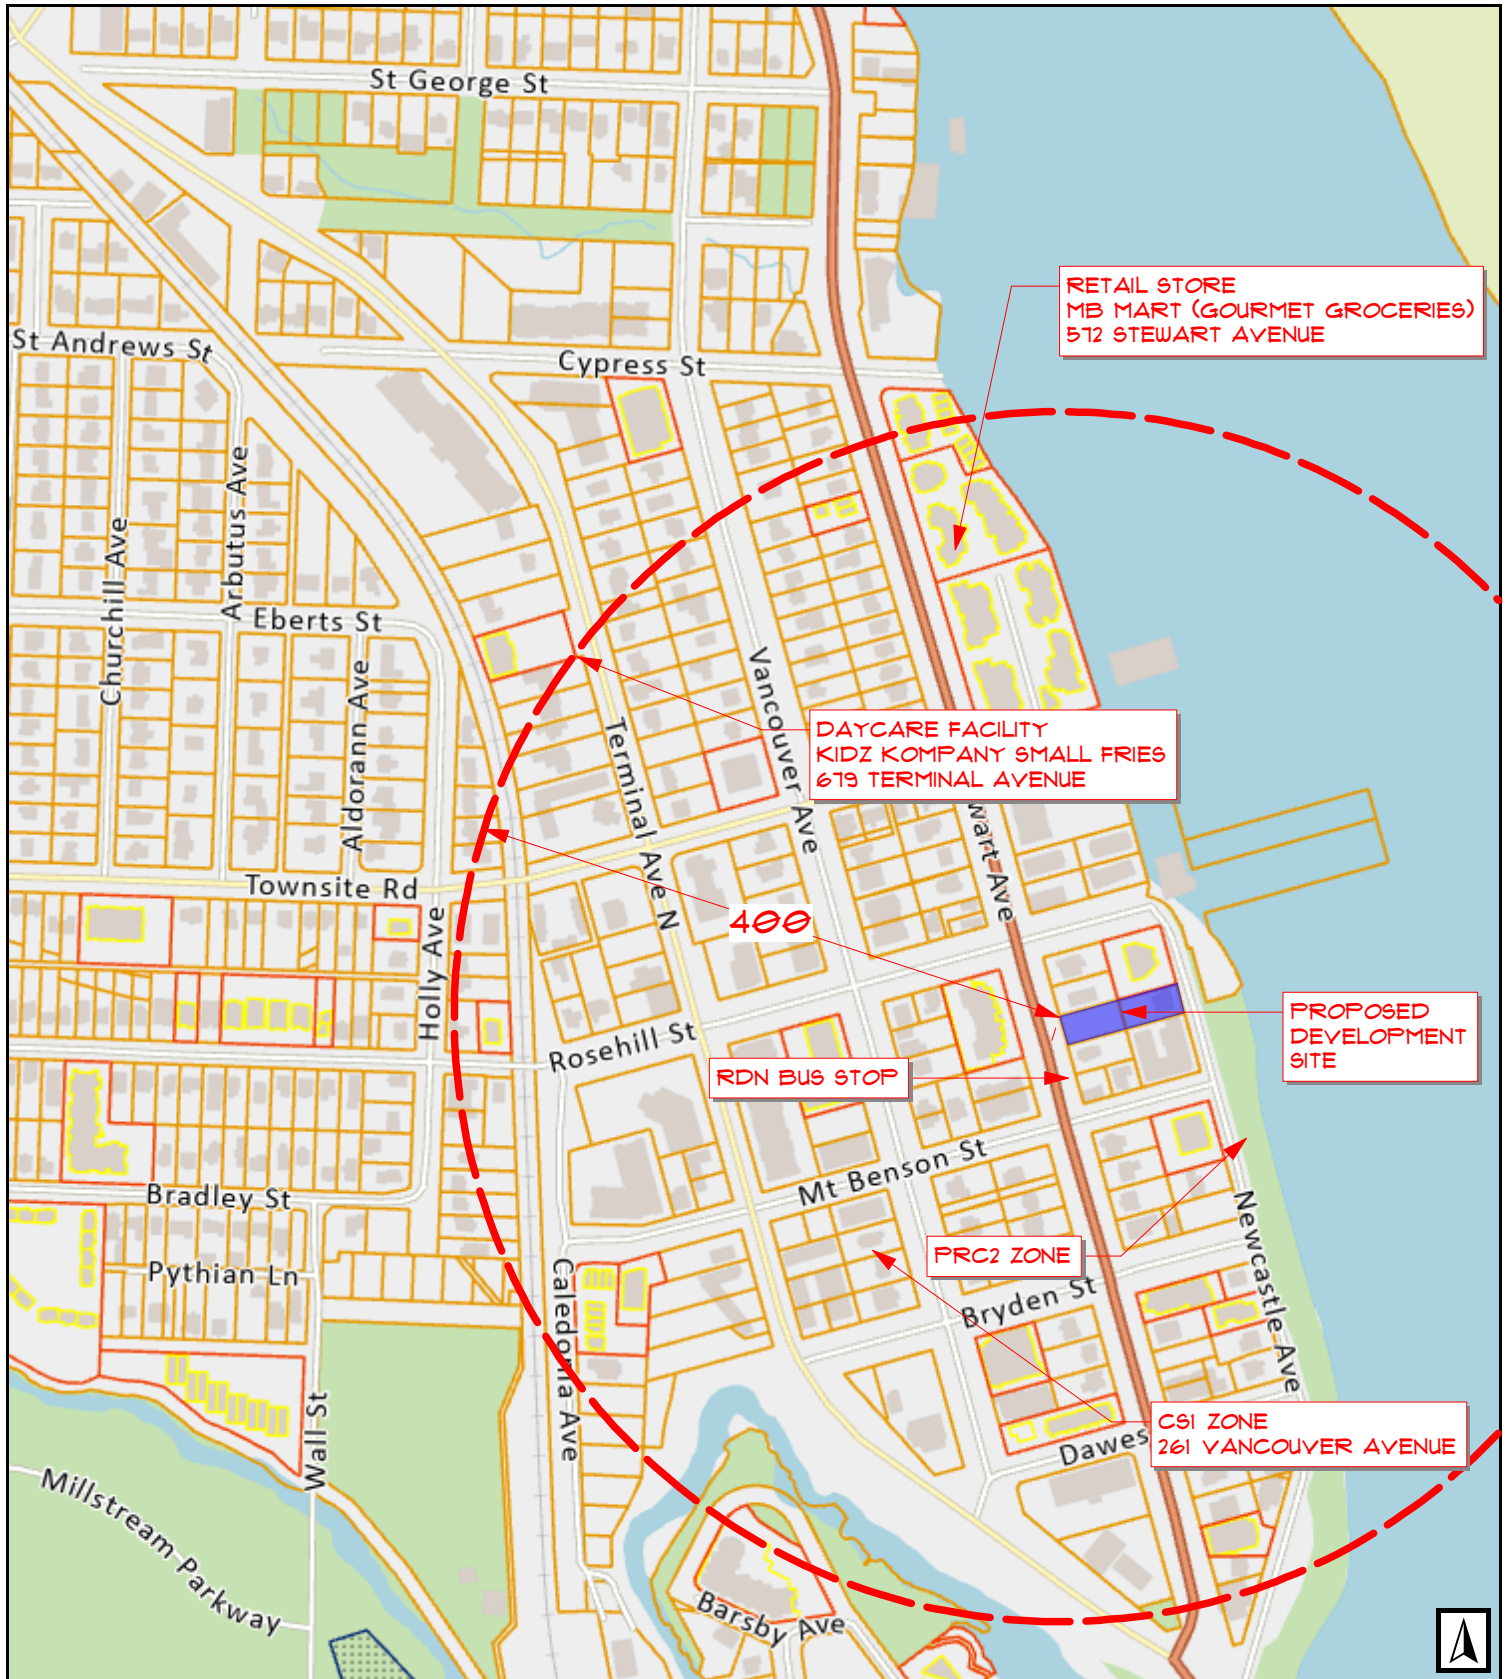 St George St
RETAIL STORE
MB MART (GOURMET GROCERIES)
572 STEWART AVENUE
St Andrews St
Cypress St
Arbutus Ave
Churchill Ave
Eberts St
Aldorann Ave
Vancouver Ave
DAYCARE FACILITY
KIDZ KOMPANY SMALL FRIES
679 TERMINAL AVENUE
Terminal Ave N
wart Ave
Townsite Rd
400
Holly Ave
PROPOSED
DEVELOPMENT
SITE
Rosehill St
RDN BUS STOP
Mt Benson St
Bradley St
Newcastle Ave
PRC2 ZONE
Pythian Ln
Caledonia Ave
Bryden St
CS1 ZONE
261 VANCOUVER AVENUE
Wall St
Dawes
Millstream Parkway
Barsby Ave